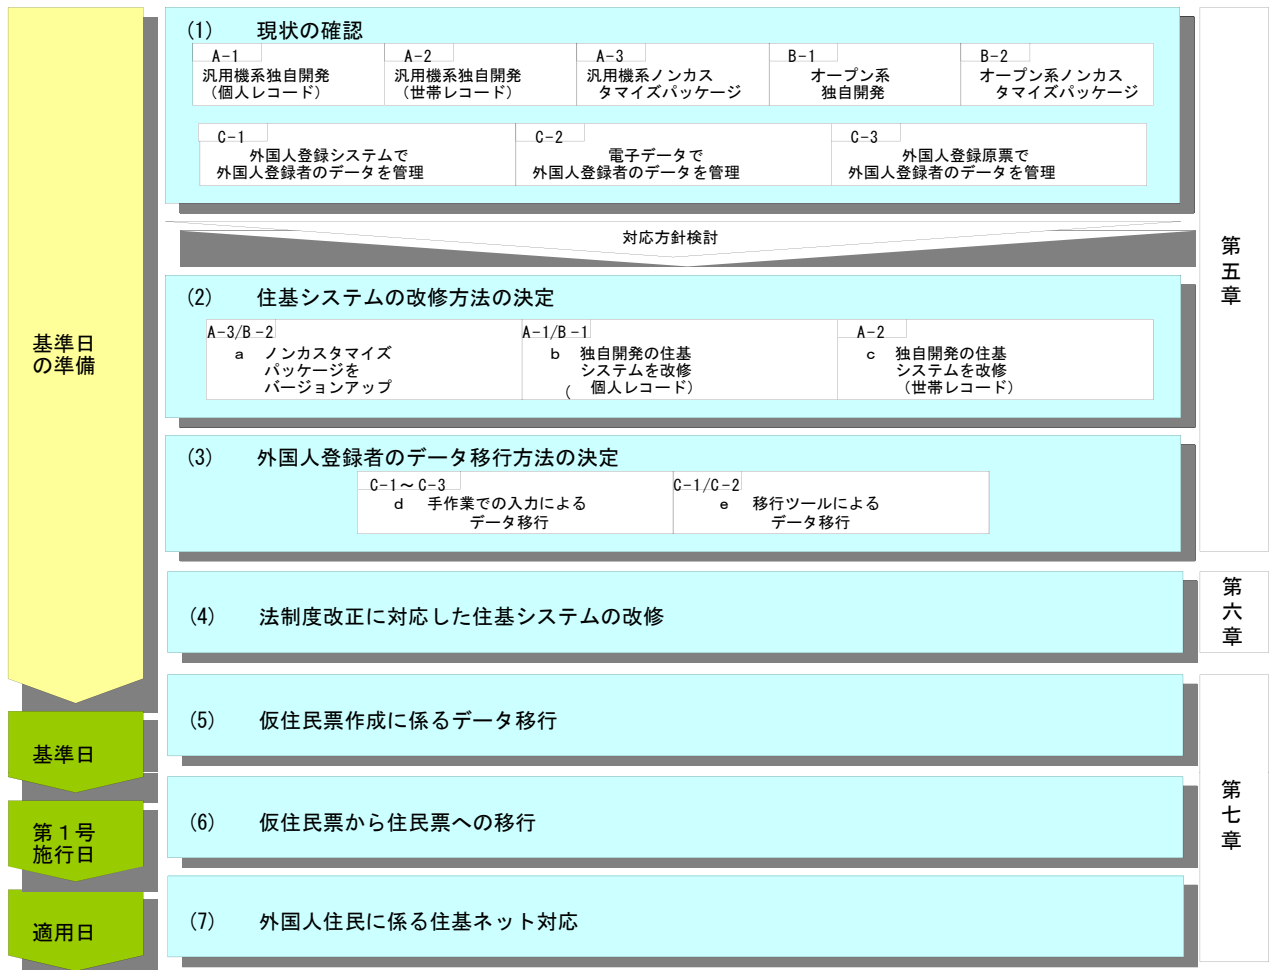 (1) 現状の確認
A-1
汎用機系独自開発
（個人レコード）
A-2
汎用機系独自開発
（世帯レコード）
A-3
汎用機系ノンカス
タマイズパッケージ
B-1
オープン系
独自開発
B-2
オープン系ノンカス
タマイズパッケージ
C-1
外国人登録システムで
外国人登録者のデータを管理
C-2
電子データで
外国人登録者のデータを管理
C-3
外国人登録原票で
外国人登録者のデータを管理
対応方針検討
(2) 住基システムの改修方法の決定
A-3/B-2
a ノンカスタマイズ
パッケージを
バージョンアップ
A-1/B-1
b 独自開発の住基
システムを改修
（ 個人レコード）
A-2
c 独自開発の住基
システムを改修
（世帯レコード）
(3) 外国人登録者のデータ移行方法の決定
C-1～C-3
d 手作業での入力による
データ移行
C-1/C-2
e 移行ツールによる
データ移行
(4) 法制度改正に対応した住基システムの改修
(5) 仮住民票作成に係るデータ移行
(6) 仮住民票から住民票への移行
(7) 外国人住民に係る住基ネット対応
基準日
の準備
基準日
第１号
施行日
適用日
第五章
第六章
第七章